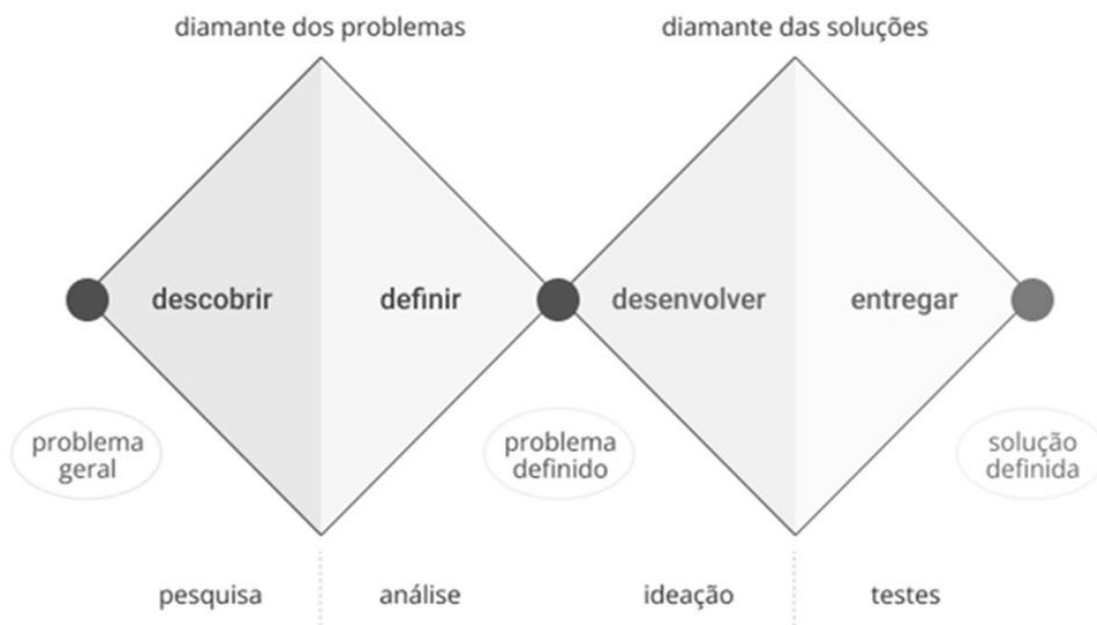 diamante dos problemas
diamante das soluções
descobrir
definir
desenvolver
entregar
problema
geral
problema
definido
solução
definida
pesquisa
análise
ideação
testes